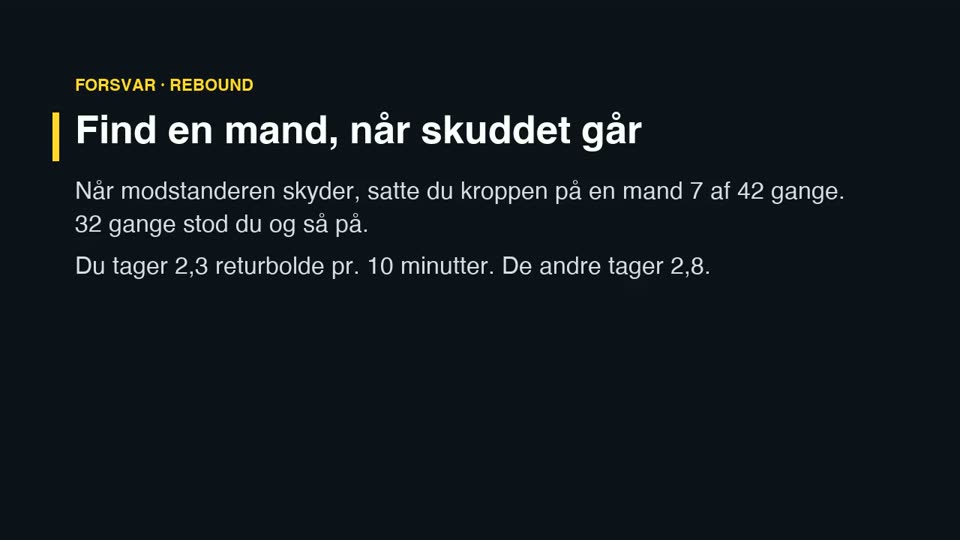 FORSVAR · REBOUND
Find en mand, når skuddet går
Når modstanderen skyder, satte du kroppen på en mand 7 af 42 gange.
32 gange stod du og så på.
Du tager 2,3 returbolde pr. 10 minutter. De andre tager 2,8.